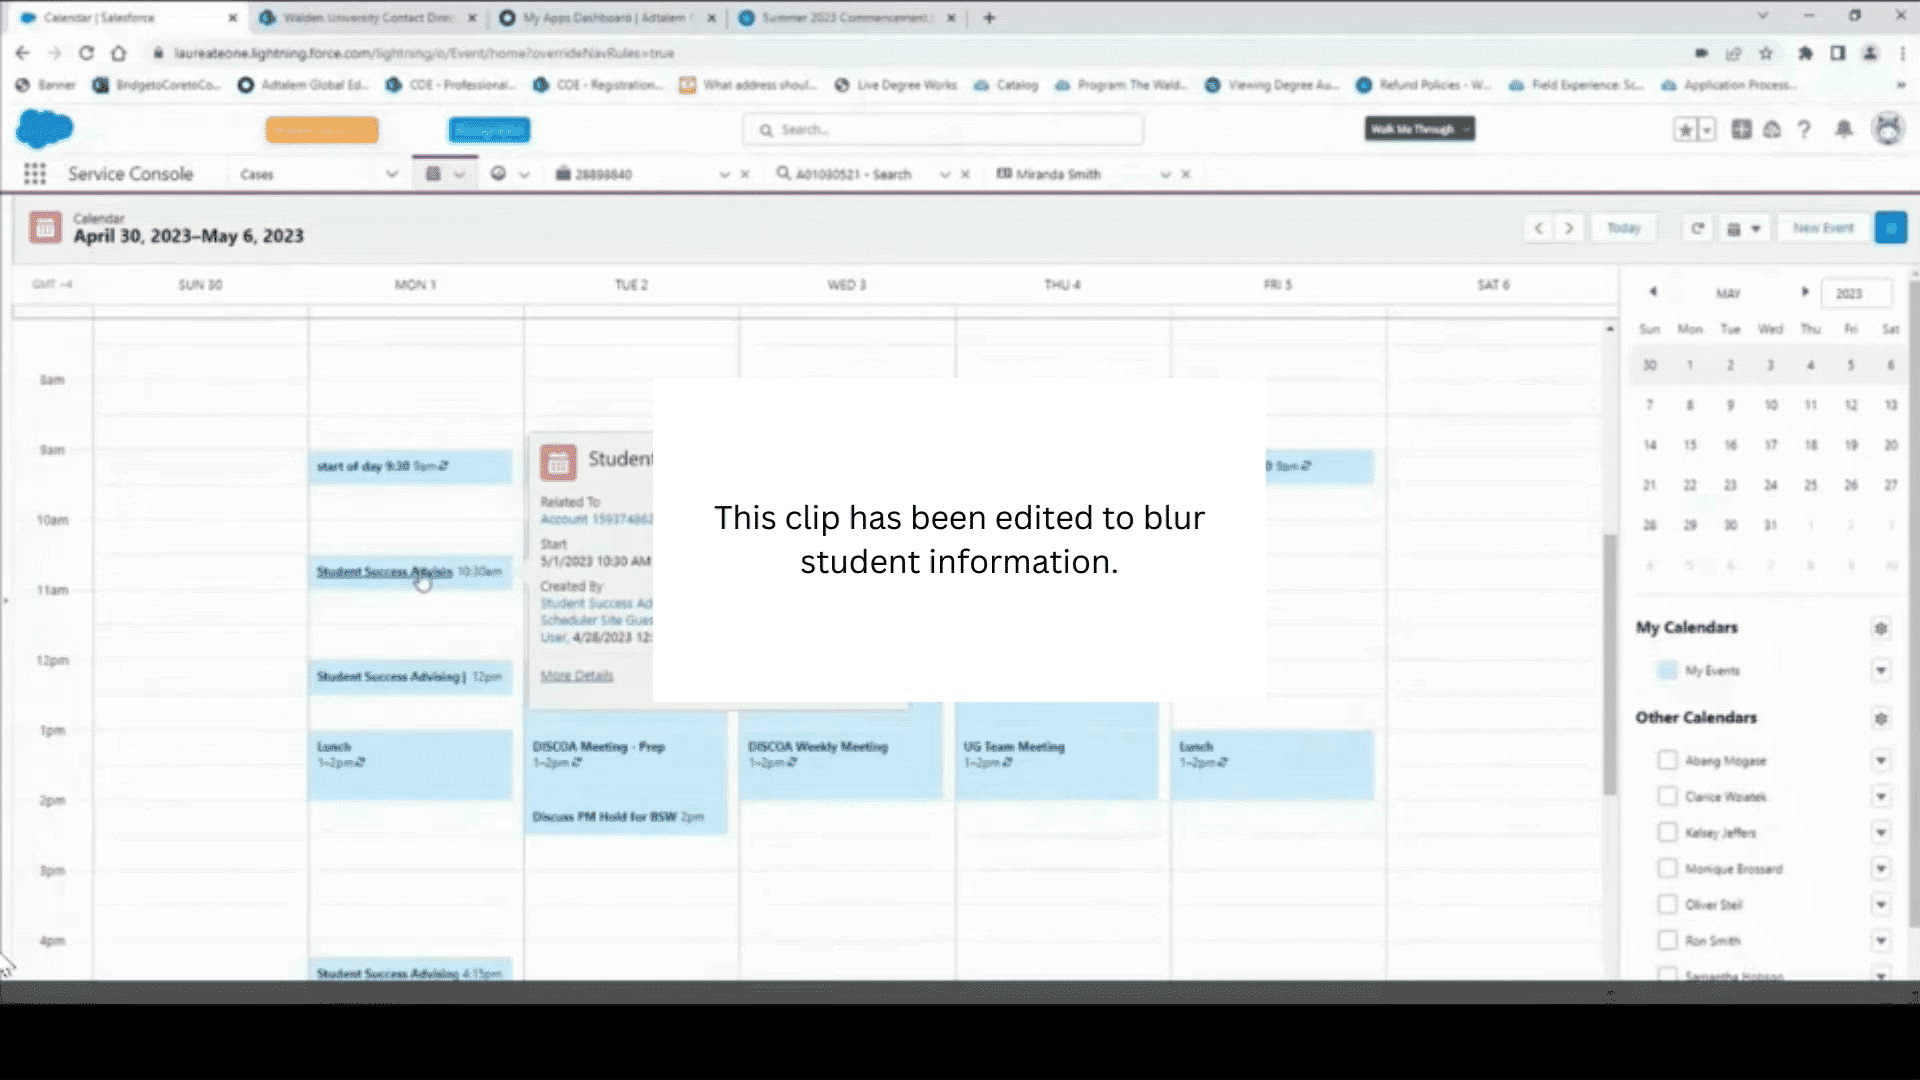 Calendar | Salesforce
Walden University Contact Direc
My Apps Dashboard | Adtalem
Summer 2023 Commencement
laureateone.lightning.force.com/lightning/o/Event/home?overrideNavRules=true
Banner
BridgetoCoretoCo...
Adtalem Global Ed...
COE - Professional...
COE - Registration...
What address shoul...
Live Degree Works
Catalog
Program: The Wald...
Viewing Degree Au...
Refund Policies - W...
Field Experience: Sc...
Application Process...
Search...
Walk Me Through
Service Console
Cases
28898840
A01030521 - Search
Miranda Smith
Calendar
April 30, 2023–May 6, 2023
Today
New Event
GMT -4
SUN 30
MON 1
TUE 2
WED 3
THU 4
FRI 5
SAT 6
8am
9am
10am
11am
12pm
1pm
2pm
3pm
4pm
start of day 9:30 9am
Student Success Advisin 10:30am
Student Success Advising | 12pm
Lunch
1–2pm
Student Success Advising 4:15pm
Student
Related To
Account 159374862
Start
5/1/2023 10:30 AM
Created By
Student Success Ad
Scheduler Site Gues
User, 4/28/2023 12:
More Details
This clip has been edited to blur
student information.
DISCOA Meeting - Prep
1–2pm
Discuss PM Hold for BSW 2pm
DISCOA Weekly Meeting
1–2pm
UG Team Meeting
1–2pm
0 9am
Lunch
1–2pm
MAY
2023
Sun Mon Tue Wed Thu Fri Sat
30 1 2 3 4 5 6
7 8 9 10 11 12 13
14 15 16 17 18 19 20
21 22 23 24 25 26 27
28 29 30 31 1 2 3
4 5 6 7 8 9 10
My Calendars
My Events
Other Calendars
Abang Mogase
Clarice Wziatek
Kelsey Jeffers
Monique Brossard
Oliver Steil
Ron Smith
Samantha Hobson